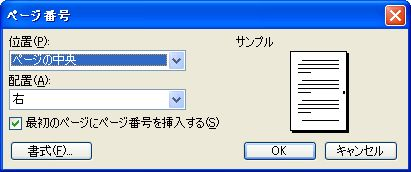 ページ番号
位置(P):
サンプル
ページの中央
配置(A):
右
最初のページにページ番号を挿入する(S)
書式(F)...
OK
キャンセル